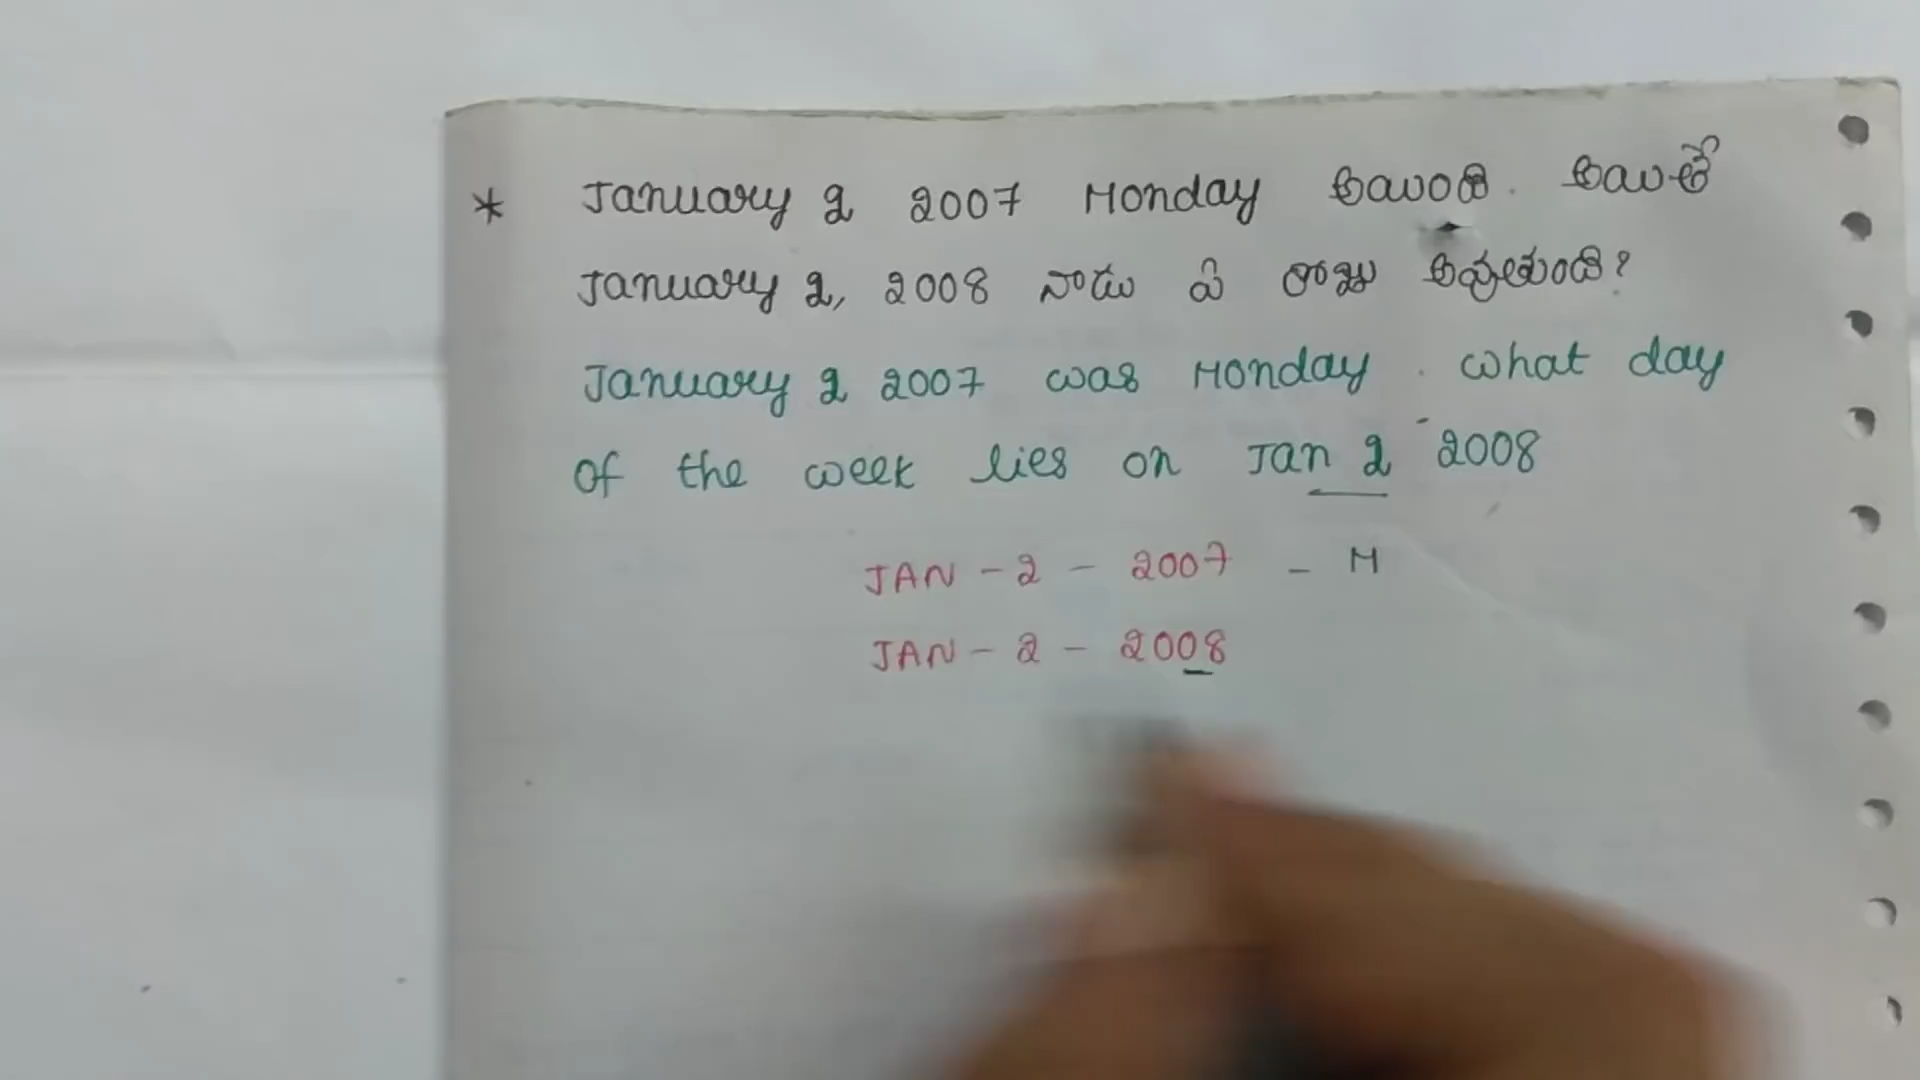 * January 2 2007 Monday అయింది. అయితే
January 2, 2008 నాడు ఏ రోజు అవుతుంది?
January 2 2007 was Monday. What day
of the week lies on Jan 2 2008
JAN - 2 - 2007 - M
JAN - 2 - 2008